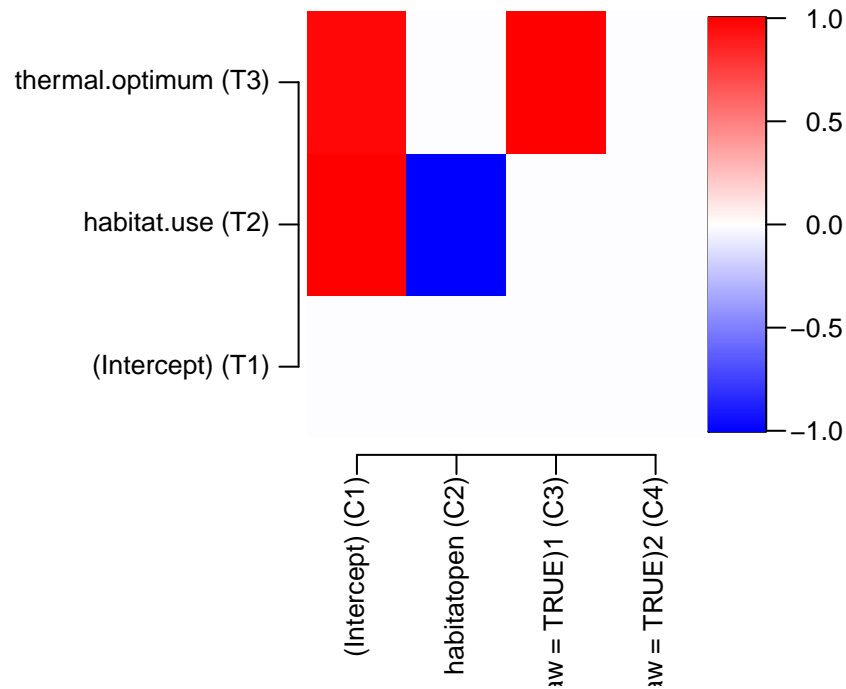 thermal.optimum (T3)
habitat.use (T2)
(Intercept) (T1)
1.0
0.5
0.0
−0.5
−1.0
(Intercept) (C1)
habitatopen (C2)
aw = TRUE)1 (C3)
aw = TRUE)2 (C4)